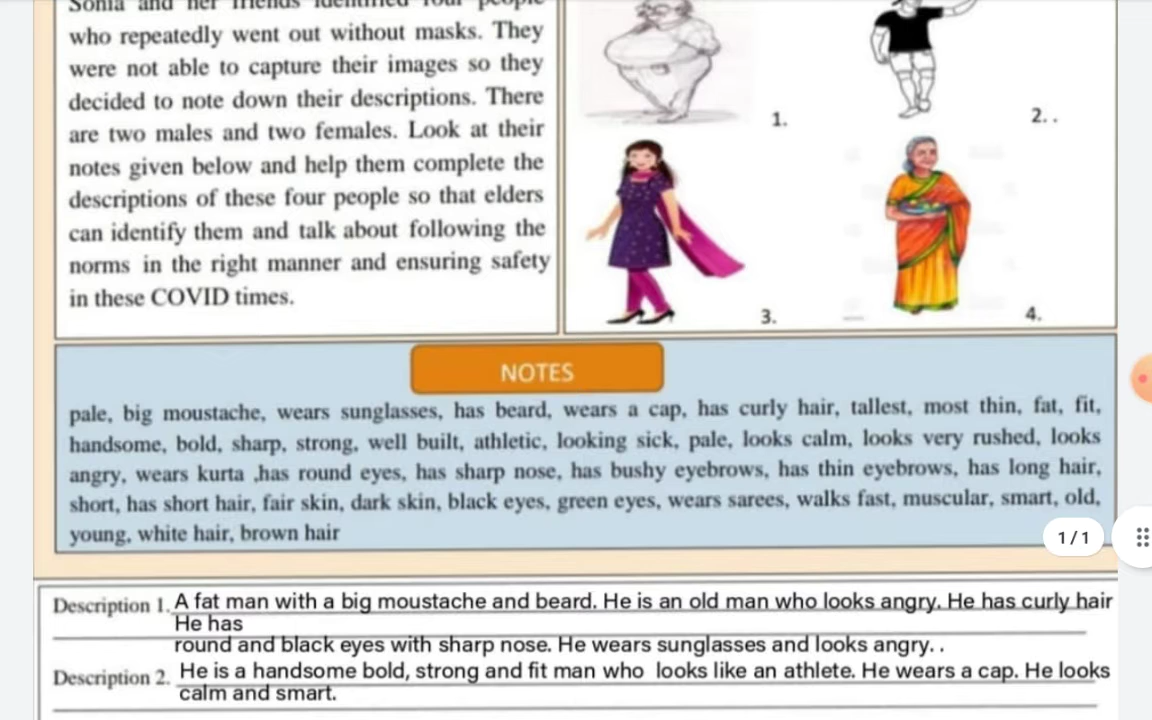 Sonia and her friends identified four people
who repeatedly went out without masks. They
were not able to capture their images so they
decided to note down their descriptions. There
are two males and two females. Look at their
notes given below and help them complete the
descriptions of these four people so that elders
can identify them and talk about following the
norms in the right manner and ensuring safety
in these COVID times.
1.
2. .
3.
4.
NOTES
pale, big moustache, wears sunglasses, has beard, wears a cap, has curly hair, tallest, most thin, fat, fit,
handsome, bold, sharp, strong, well built, athletic, looking sick, pale, looks calm, looks very rushed, looks
angry, wears kurta ,has round eyes, has sharp nose, has bushy eyebrows, has thin eyebrows, has long hair,
short, has short hair, fair skin, dark skin, black eyes, green eyes, wears sarees, walks fast, muscular, smart, old,
young, white hair, brown hair
1 / 1
Description 1. A fat man with a big moustache and beard. He is an old man who looks angry. He has curly hair
He has
round and black eyes with sharp nose. He wears sunglasses and looks angry. .
Description 2. He is a handsome bold, strong and fit man who looks like an athlete. He wears a cap. He looks
calm and smart.